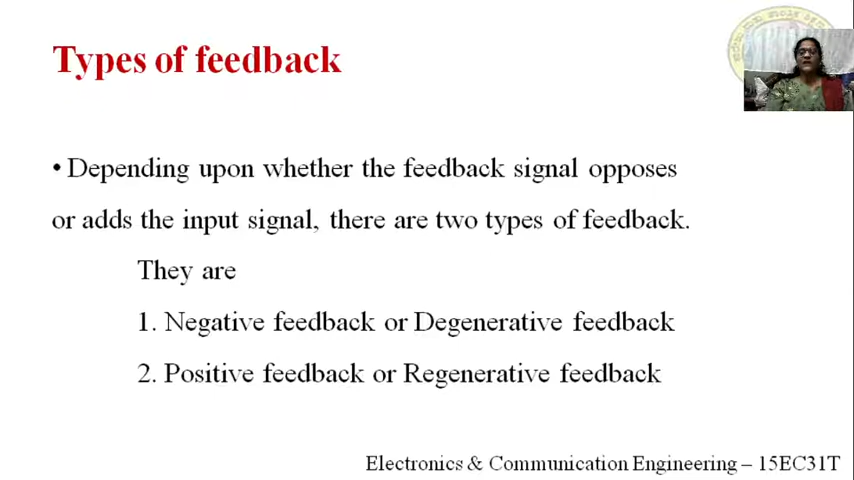 Types of feedback
• Depending upon whether the feedback signal opposes
or adds the input signal, there are two types of feedback.
They are
1. Negative feedback or Degenerative feedback
2. Positive feedback or Regenerative feedback
Electronics & Communication Engineering – 15EC31T